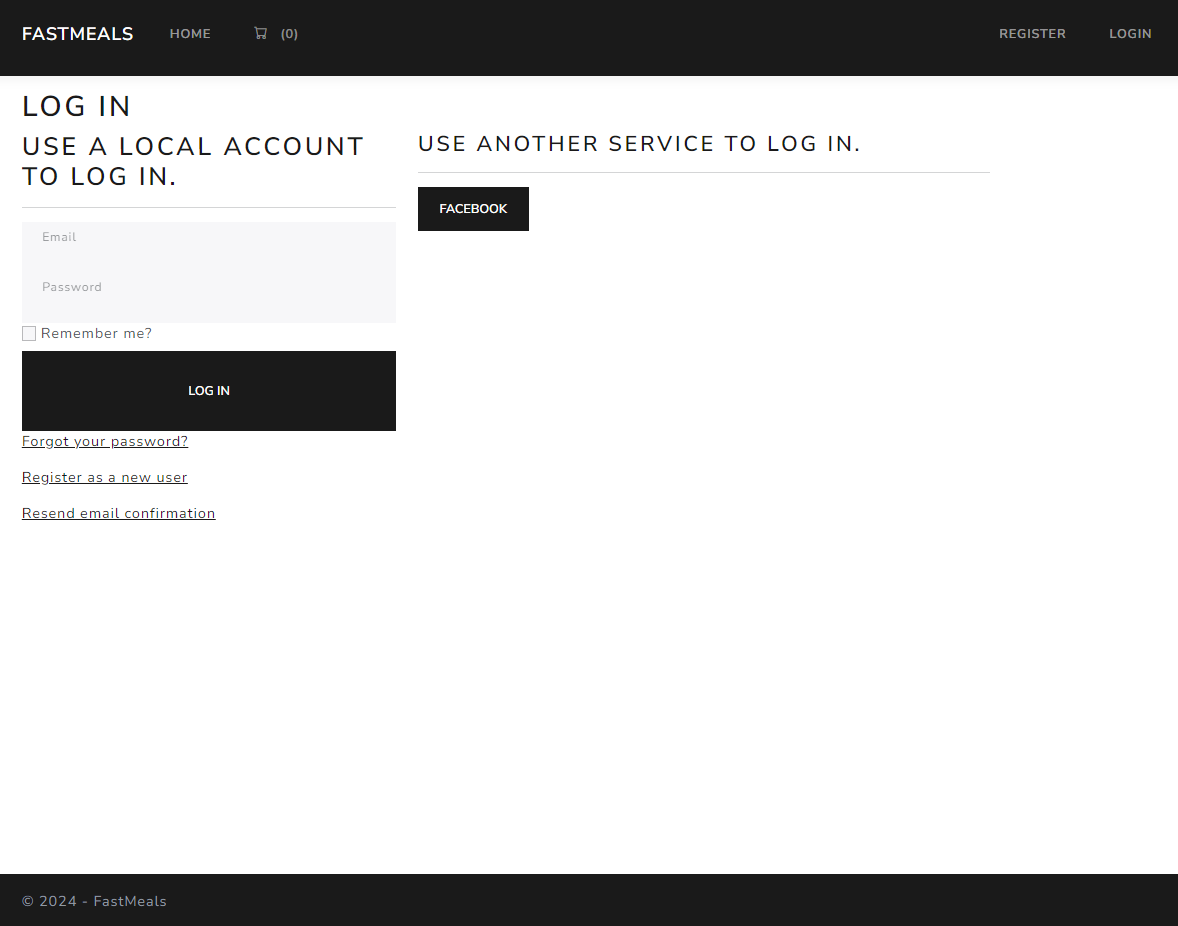 FASTMEALS HOME (0) REGISTER LOGIN
LOG IN
USE A LOCAL ACCOUNT
TO LOG IN.
Email
Password
Remember me?
LOG IN
Forgot your password?
Register as a new user
Resend email confirmation
USE ANOTHER SERVICE TO LOG IN.
FACEBOOK
© 2024 - FastMeals